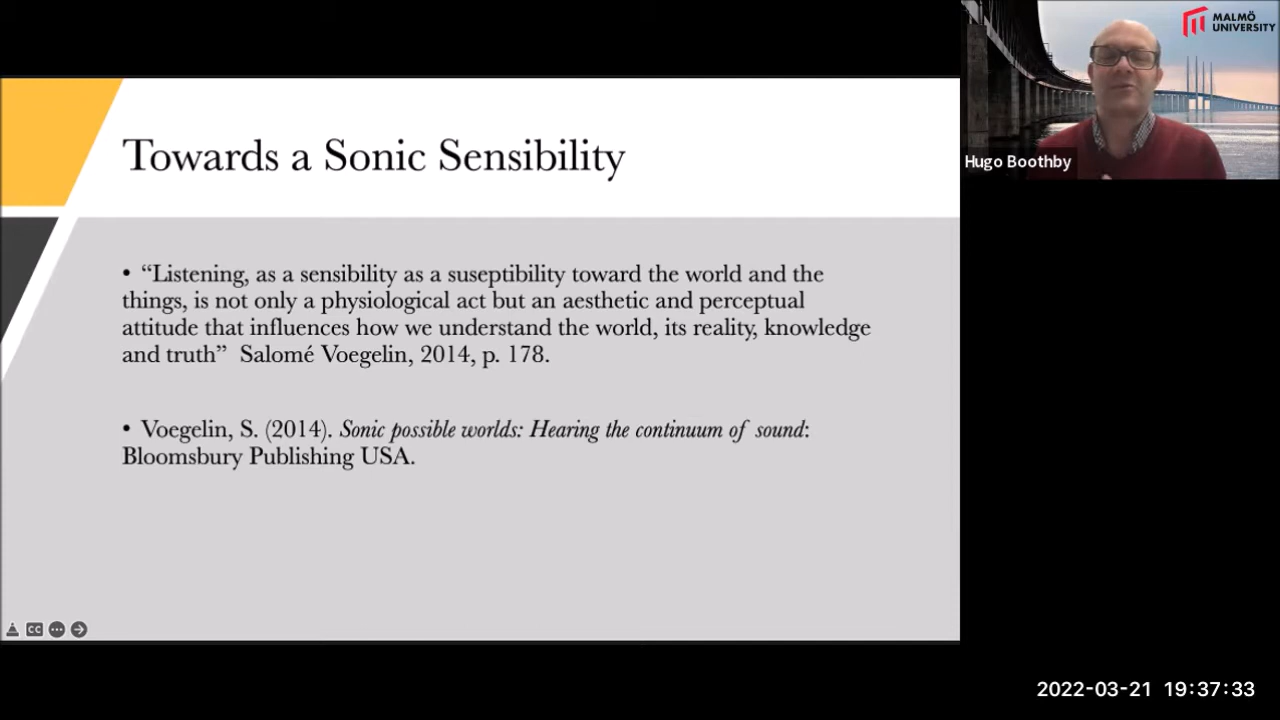 Towards a Sonic Sensibility
• “Listening, as a sensibility as a suseptibility toward the world and the
things, is not only a physiological act but an aesthetic and perceptual
attitude that influences how we understand the world, its reality, knowledge
and truth” Salomé Voegelin, 2014, p. 178.
• Voegelin, S. (2014). Sonic possible worlds: Hearing the continuum of sound:
Bloomsbury Publishing USA.
CC
MALMÖ
UNIVERSITY
Hugo Boothby
2022-03-21 19:37:33